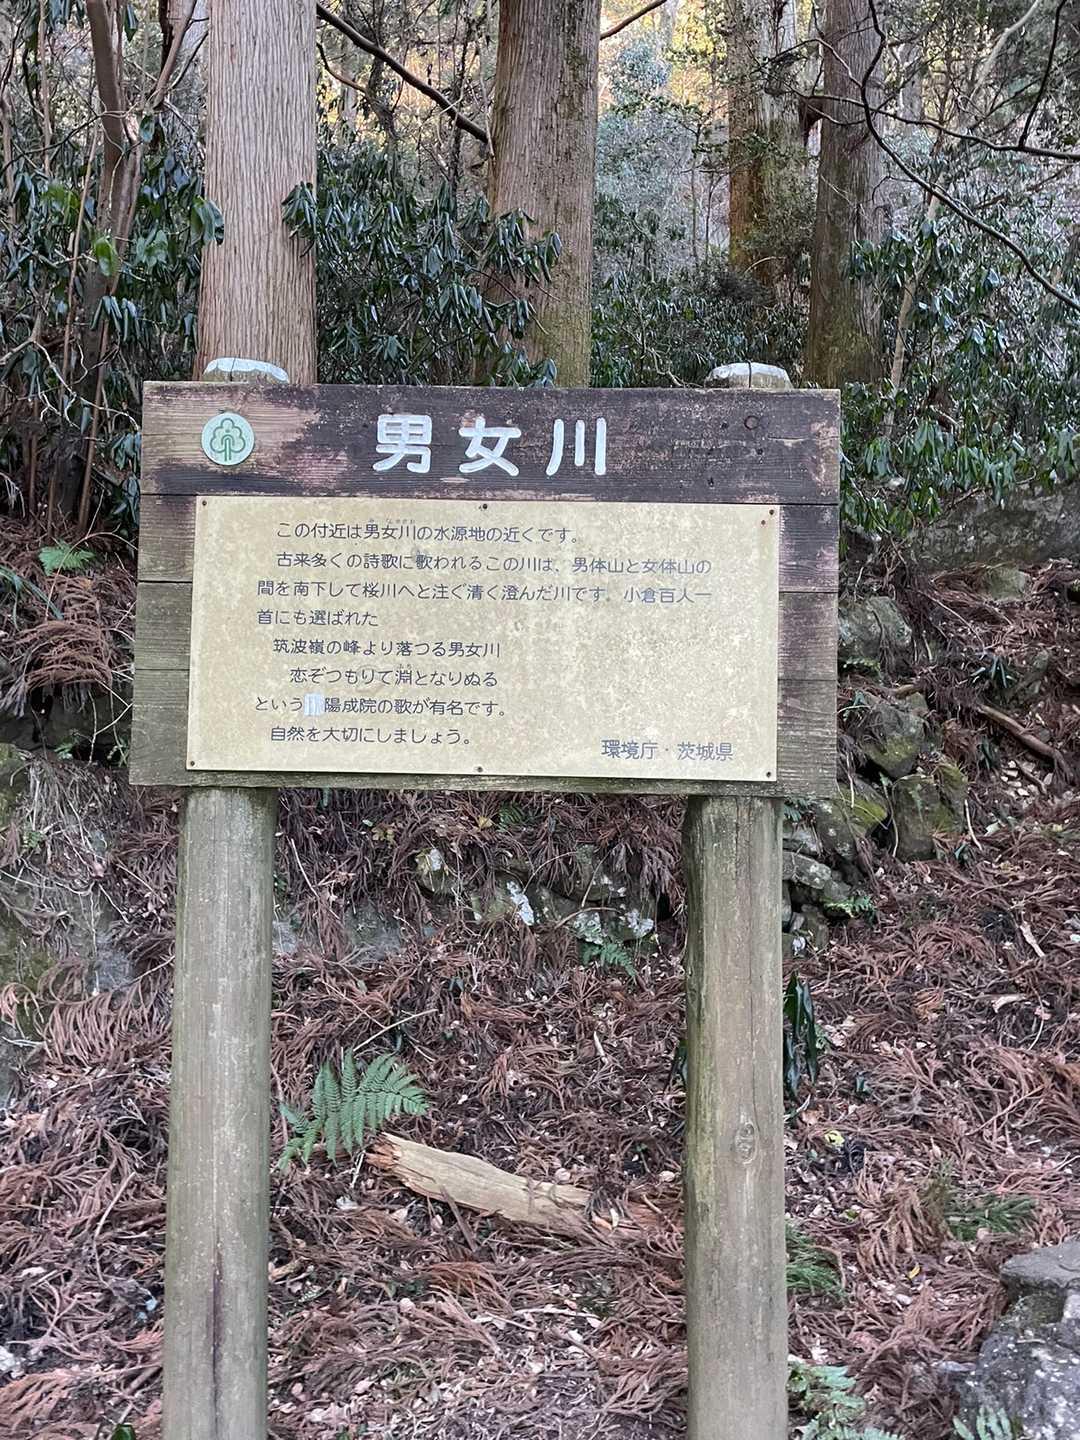 男女川
この付近は男女川の水源地の近くです。
古来多くの詩歌に歌われるこの川は、男体山と女体山の
間を南下して桜川へと注ぐ清く澄んだ川です。小倉百人一
首にも選ばれた
筑波嶺の峰より落つる男女川
恋ぞつもりて淵となりぬる
という 陽成院の歌が有名です。
自然を大切にしましょう。
環境庁・茨城県